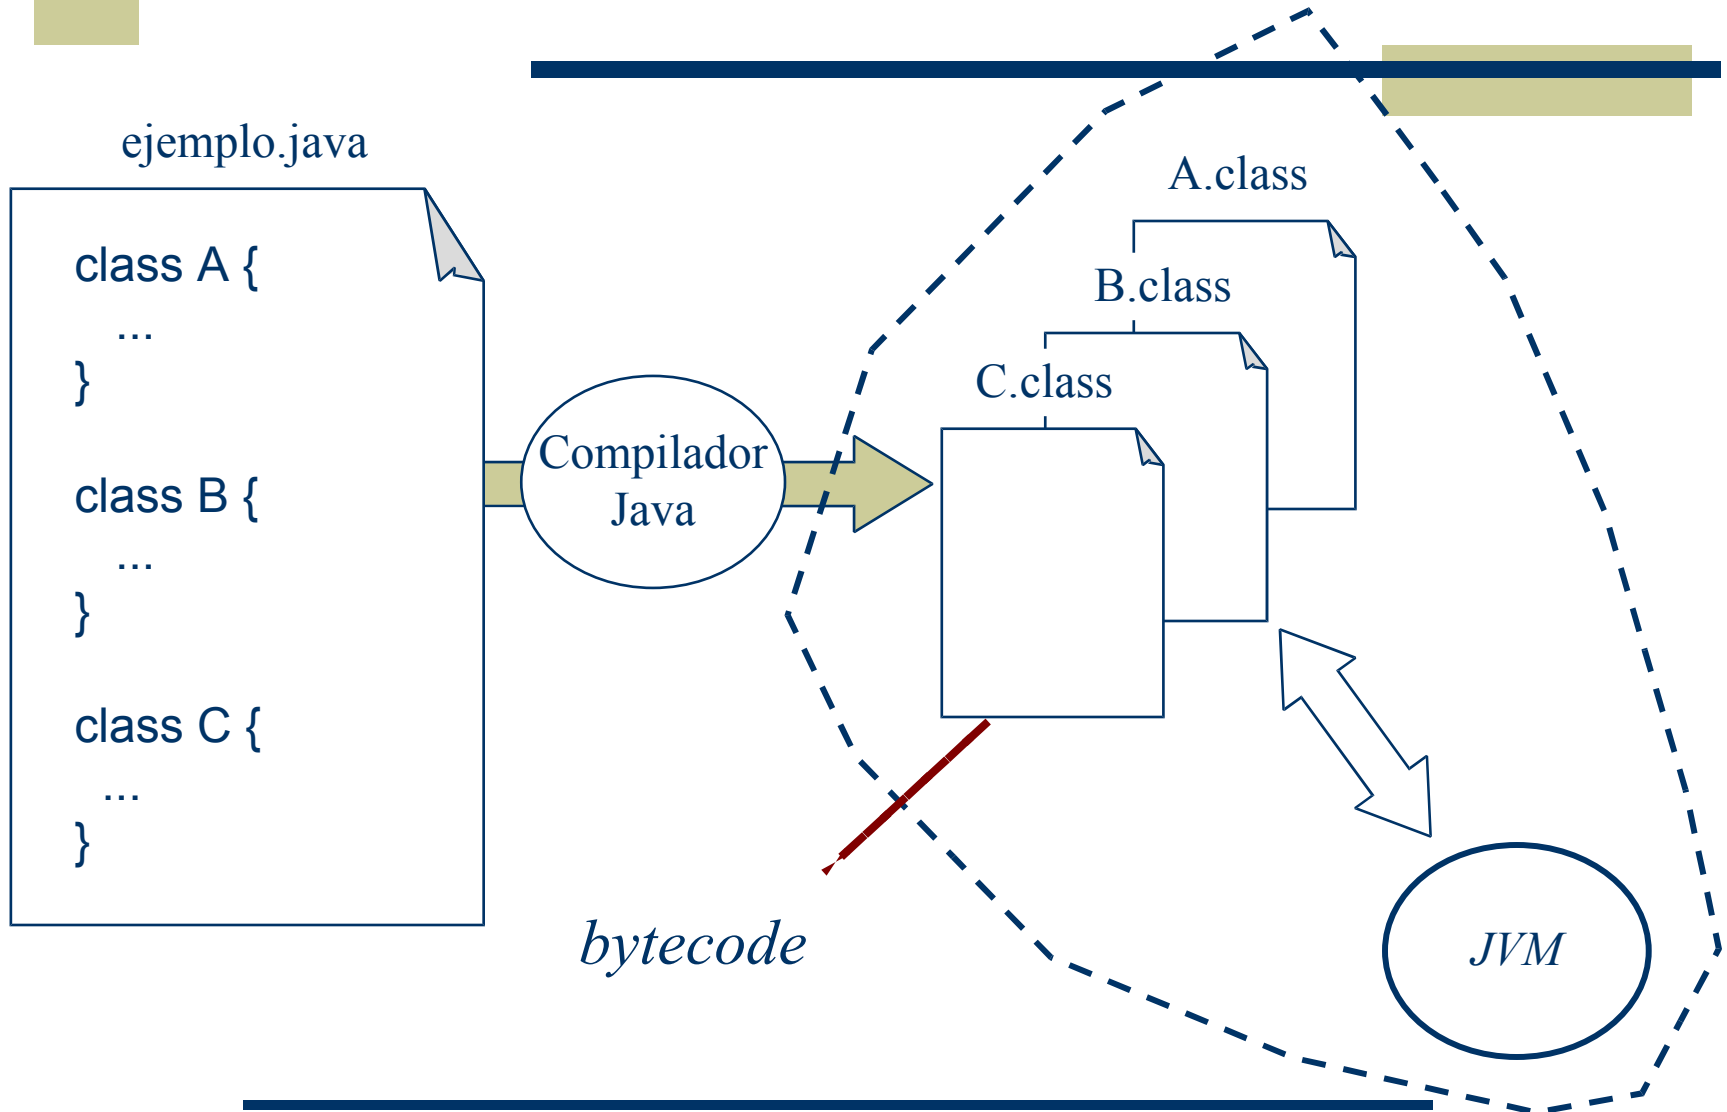 ejemplo.java
class A {
...
}
class B {
...
}
class C {
...
}
Compilador
Java
A.class
B.class
C.class
bytecode
JVM